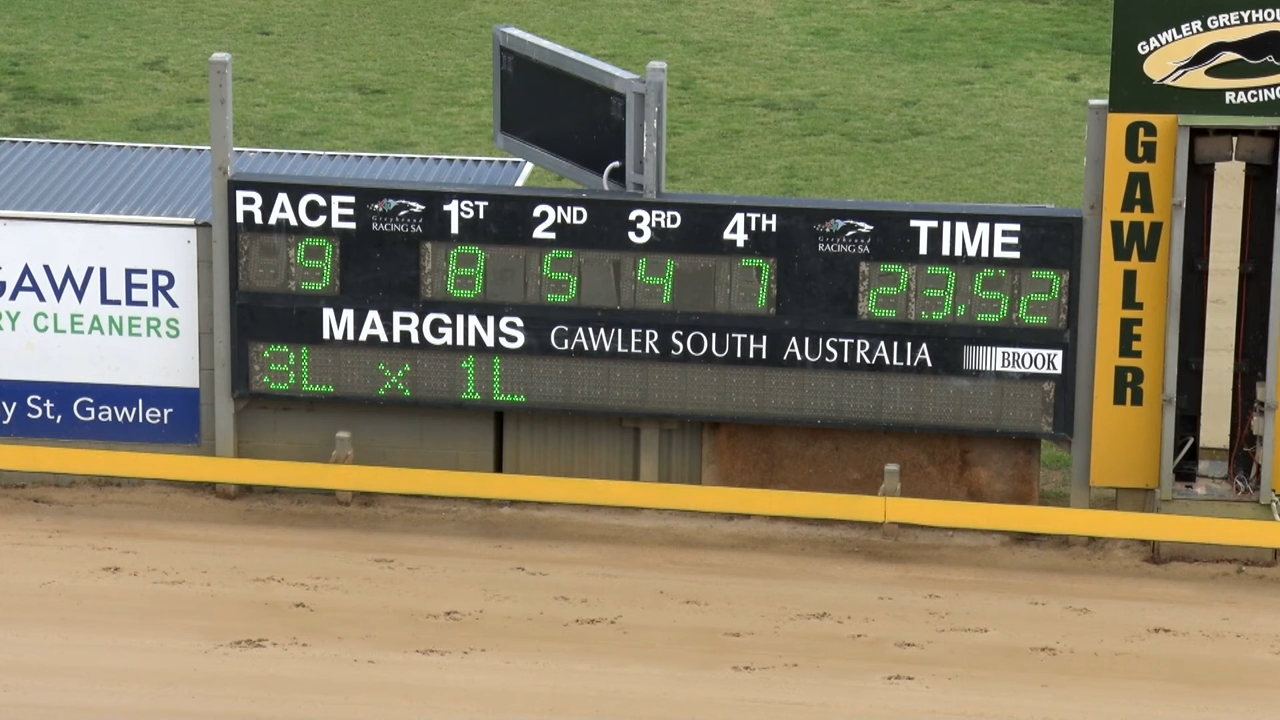 GAWLER GREYHOU
RACING
RACE 1ST 2ND 3RD 4TH TIME
Greyhound RACING SA
Greyhound RACING SA
9 8 5 4 7 23.52
MARGINS GAWLER SOUTH AUSTRALIA BROOK
3L x 1L
GAWLER
RY CLEANERS
y St, Gawler
GAWLER